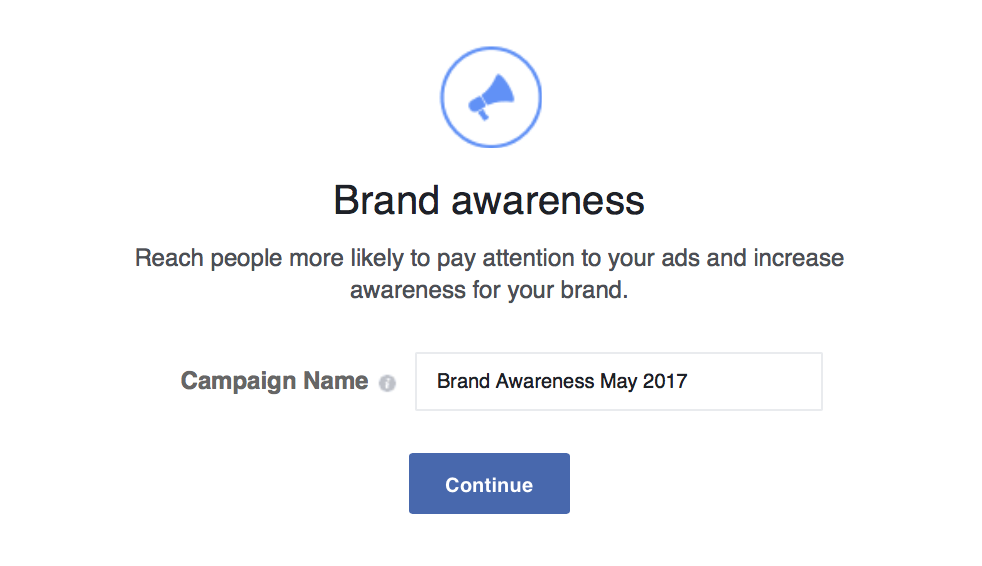 Brand awareness
Reach people more likely to pay attention to your ads and increase
awareness for your brand.
Campaign Name i Brand Awareness May 2017
Continue